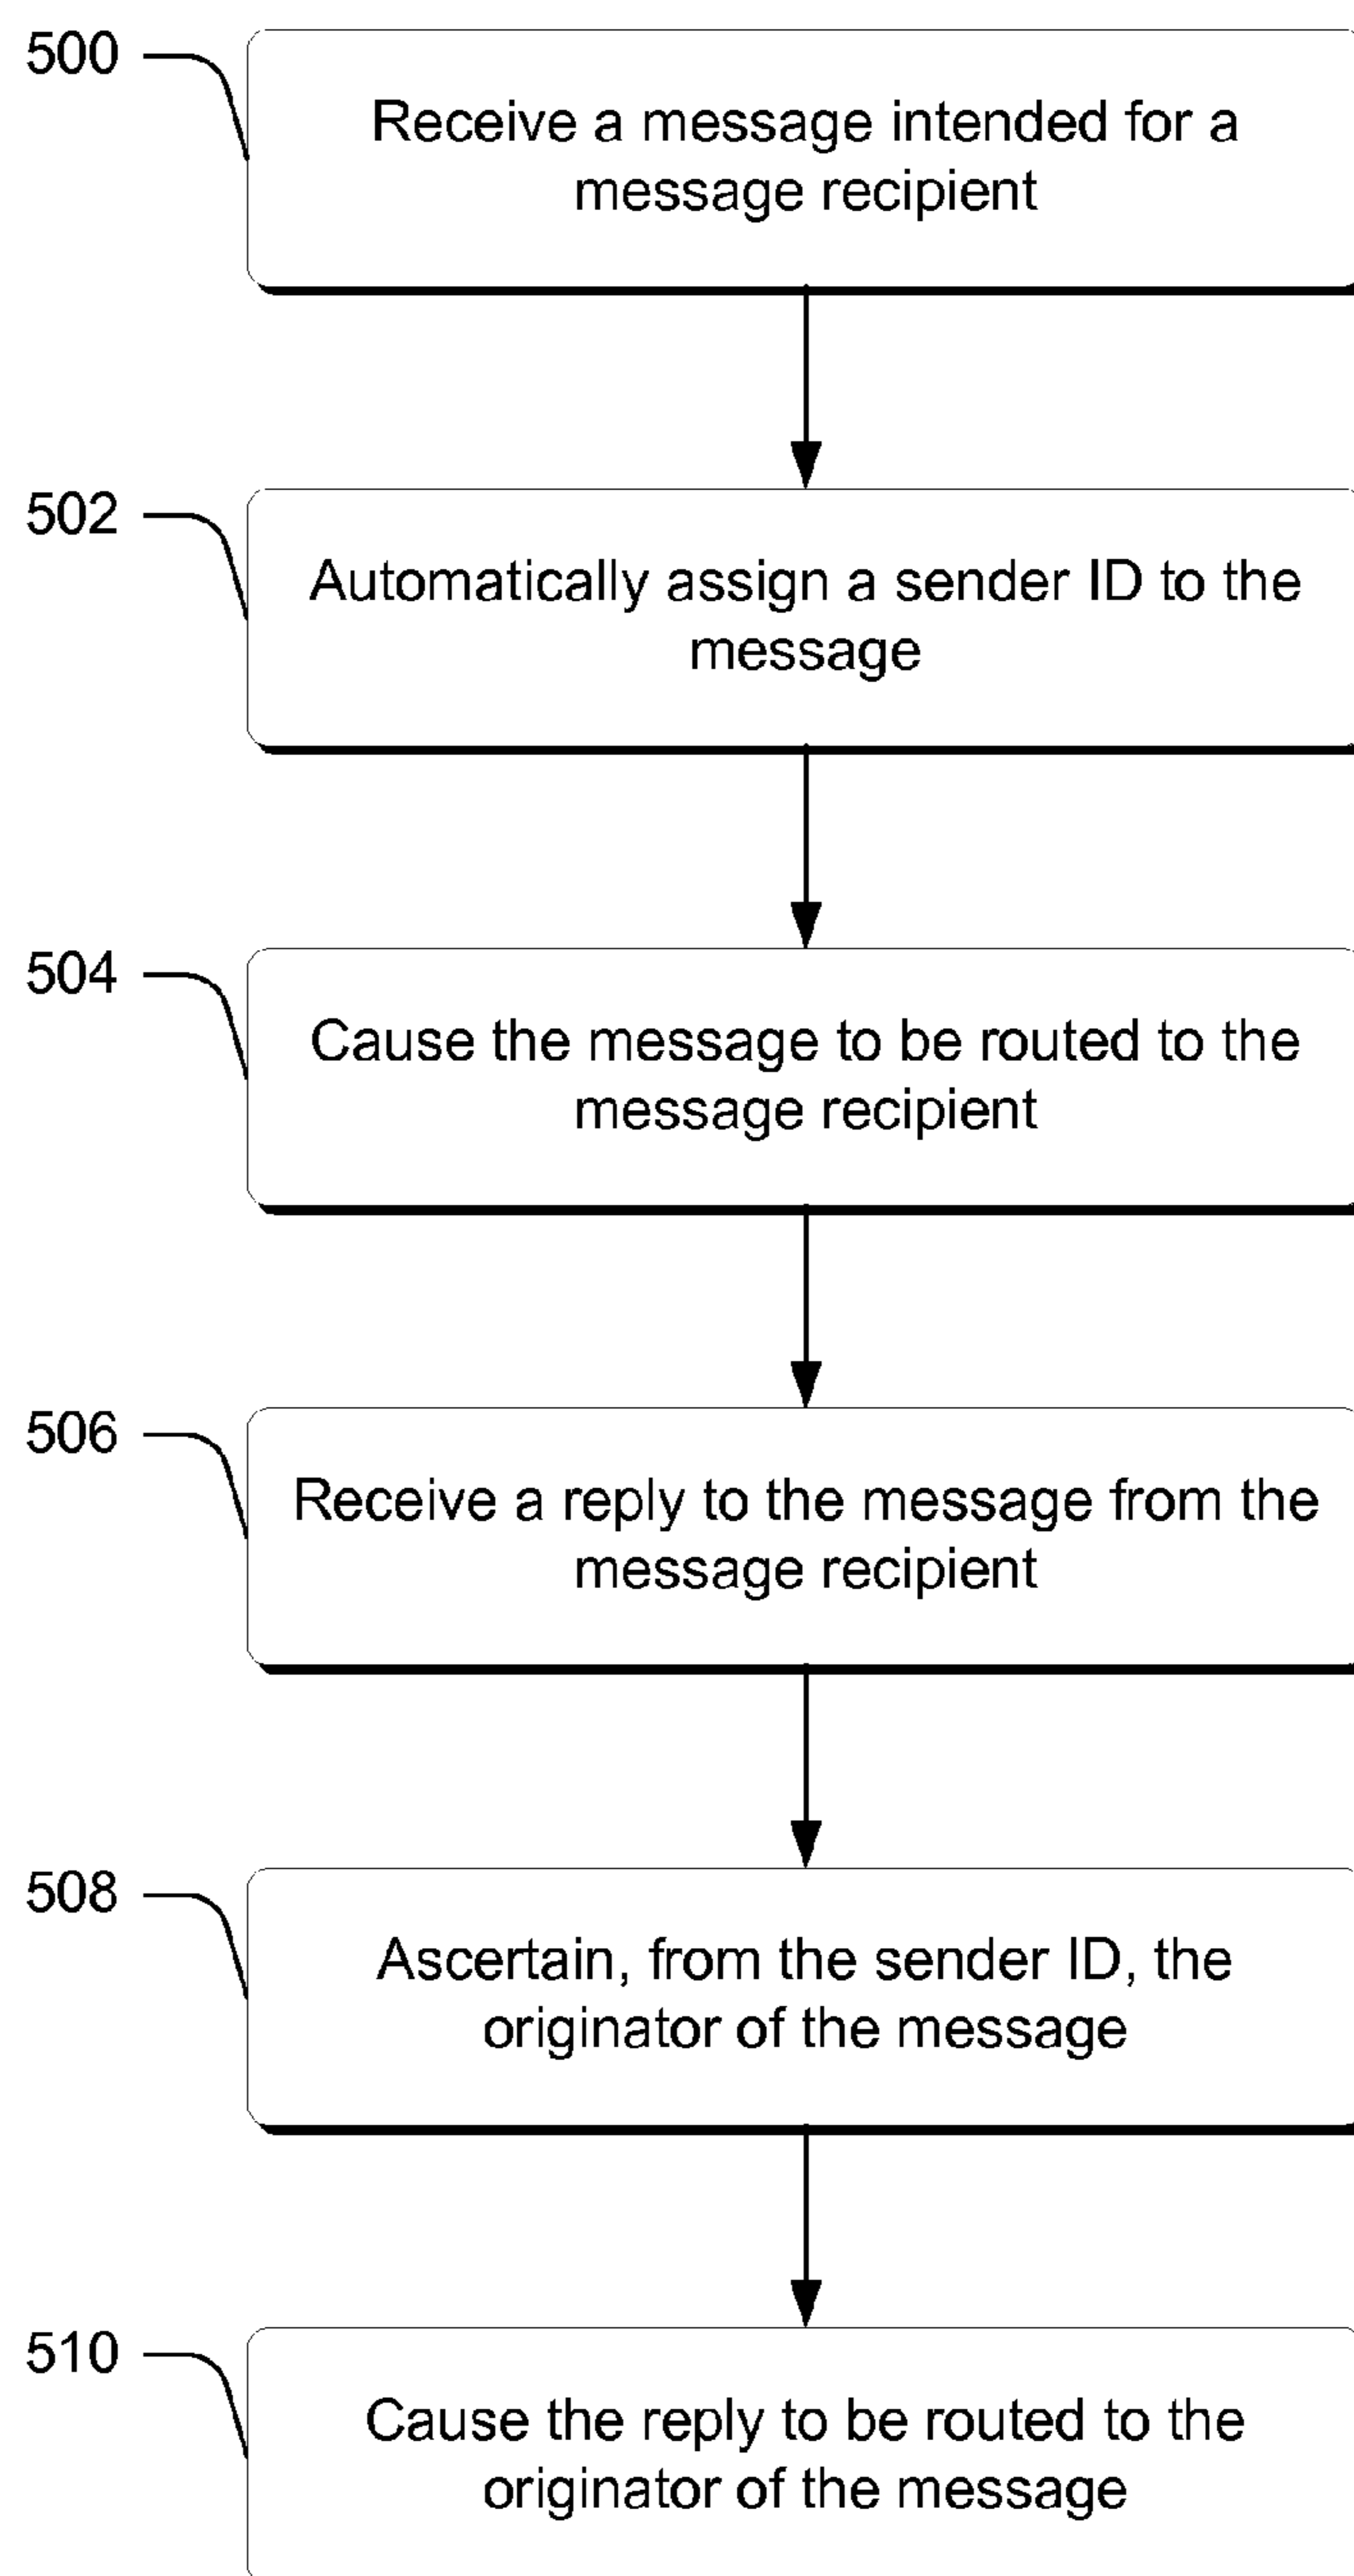 500
Receive a message intended for a
message recipient
502
Automatically assign a sender ID to the
message
504
Cause the message to be routed to the
message recipient
506
Receive a reply to the message from the
message recipient
508
Ascertain, from the sender ID, the
originator of the message
510
Cause the reply to be routed to the
originator of the message